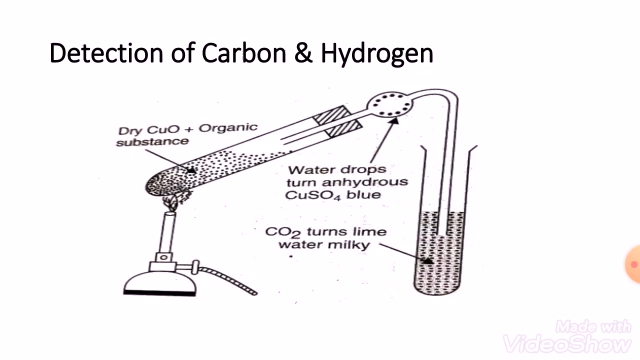 Detection of Carbon & Hydrogen
Dry CuO + Organic
substance
Water drops
turn anhydrous
CuSO₄ blue
CO₂ turns lime
water milky
Made with
VideoShow